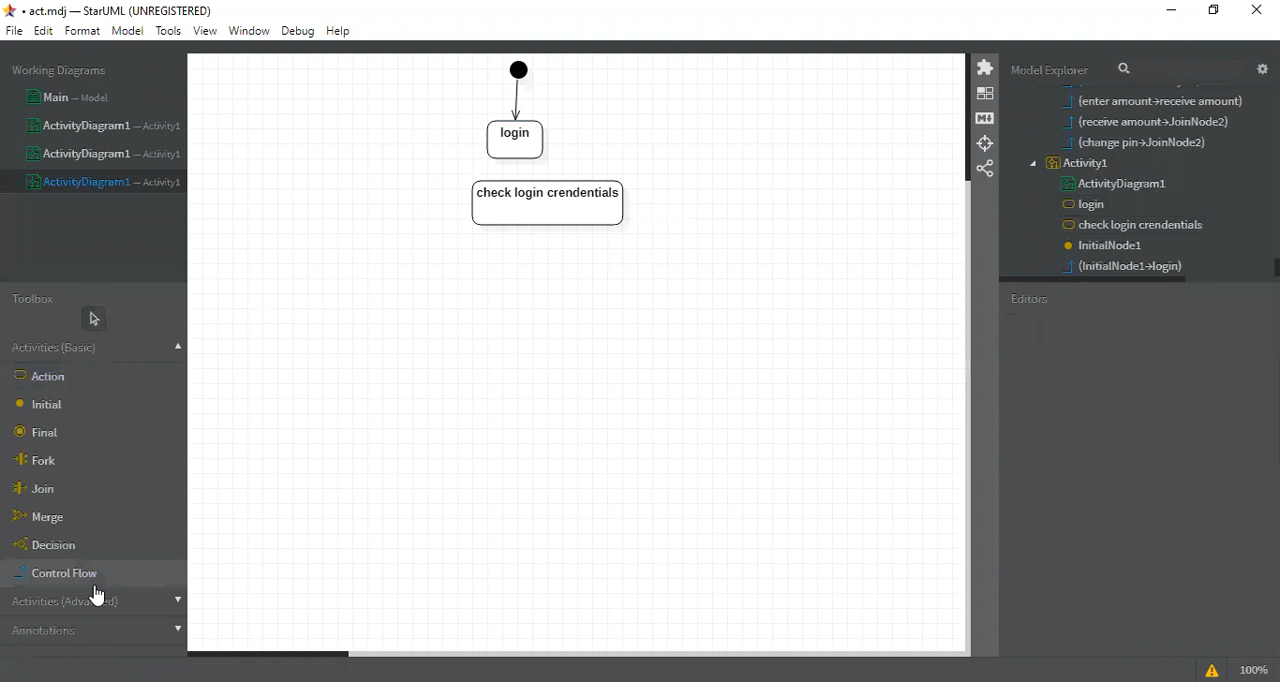 • act.mdj — StarUML (UNREGISTERED)
File Edit Format Model Tools View Window Debug Help
Working Diagrams
Main — Model
ActivityDiagram1 — Activity1
ActivityDiagram1 — Activity1
ActivityDiagram1 — Activity1
Toolbox
Activities (Basic)
Action
Initial
Final
Fork
Join
Merge
Decision
Control Flow
Activities (Advanced)
Annotations
login
check login crendentials
Model Explorer
(enter amount→receive amount)
(receive amount→JoinNode2)
(change pin→JoinNode2)
Activity1
ActivityDiagram1
login
check login crendentials
InitialNode1
(InitialNode1→login)
Editors
100%